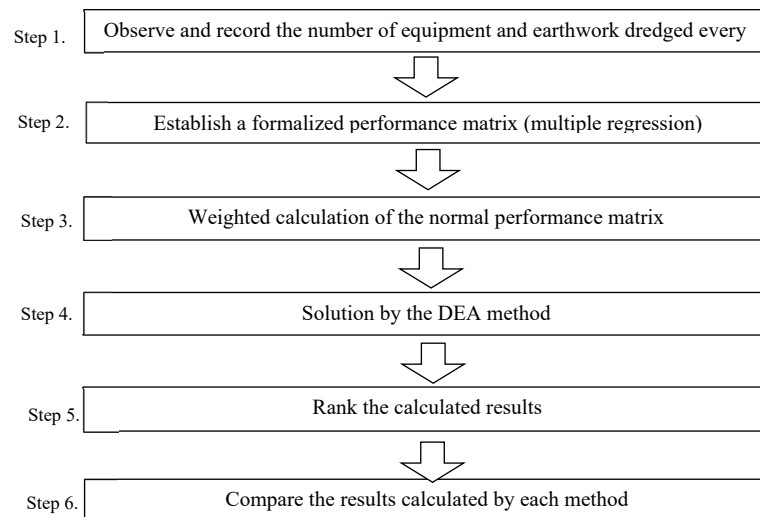 Step 1. Observe and record the number of equipment and earthwork dredged every
Step 2. Establish a formalized performance matrix (multiple regression)
Step 3. Weighted calculation of the normal performance matrix
Step 4. Solution by the DEA method
Step 5. Rank the calculated results
Step 6. Compare the results calculated by each method